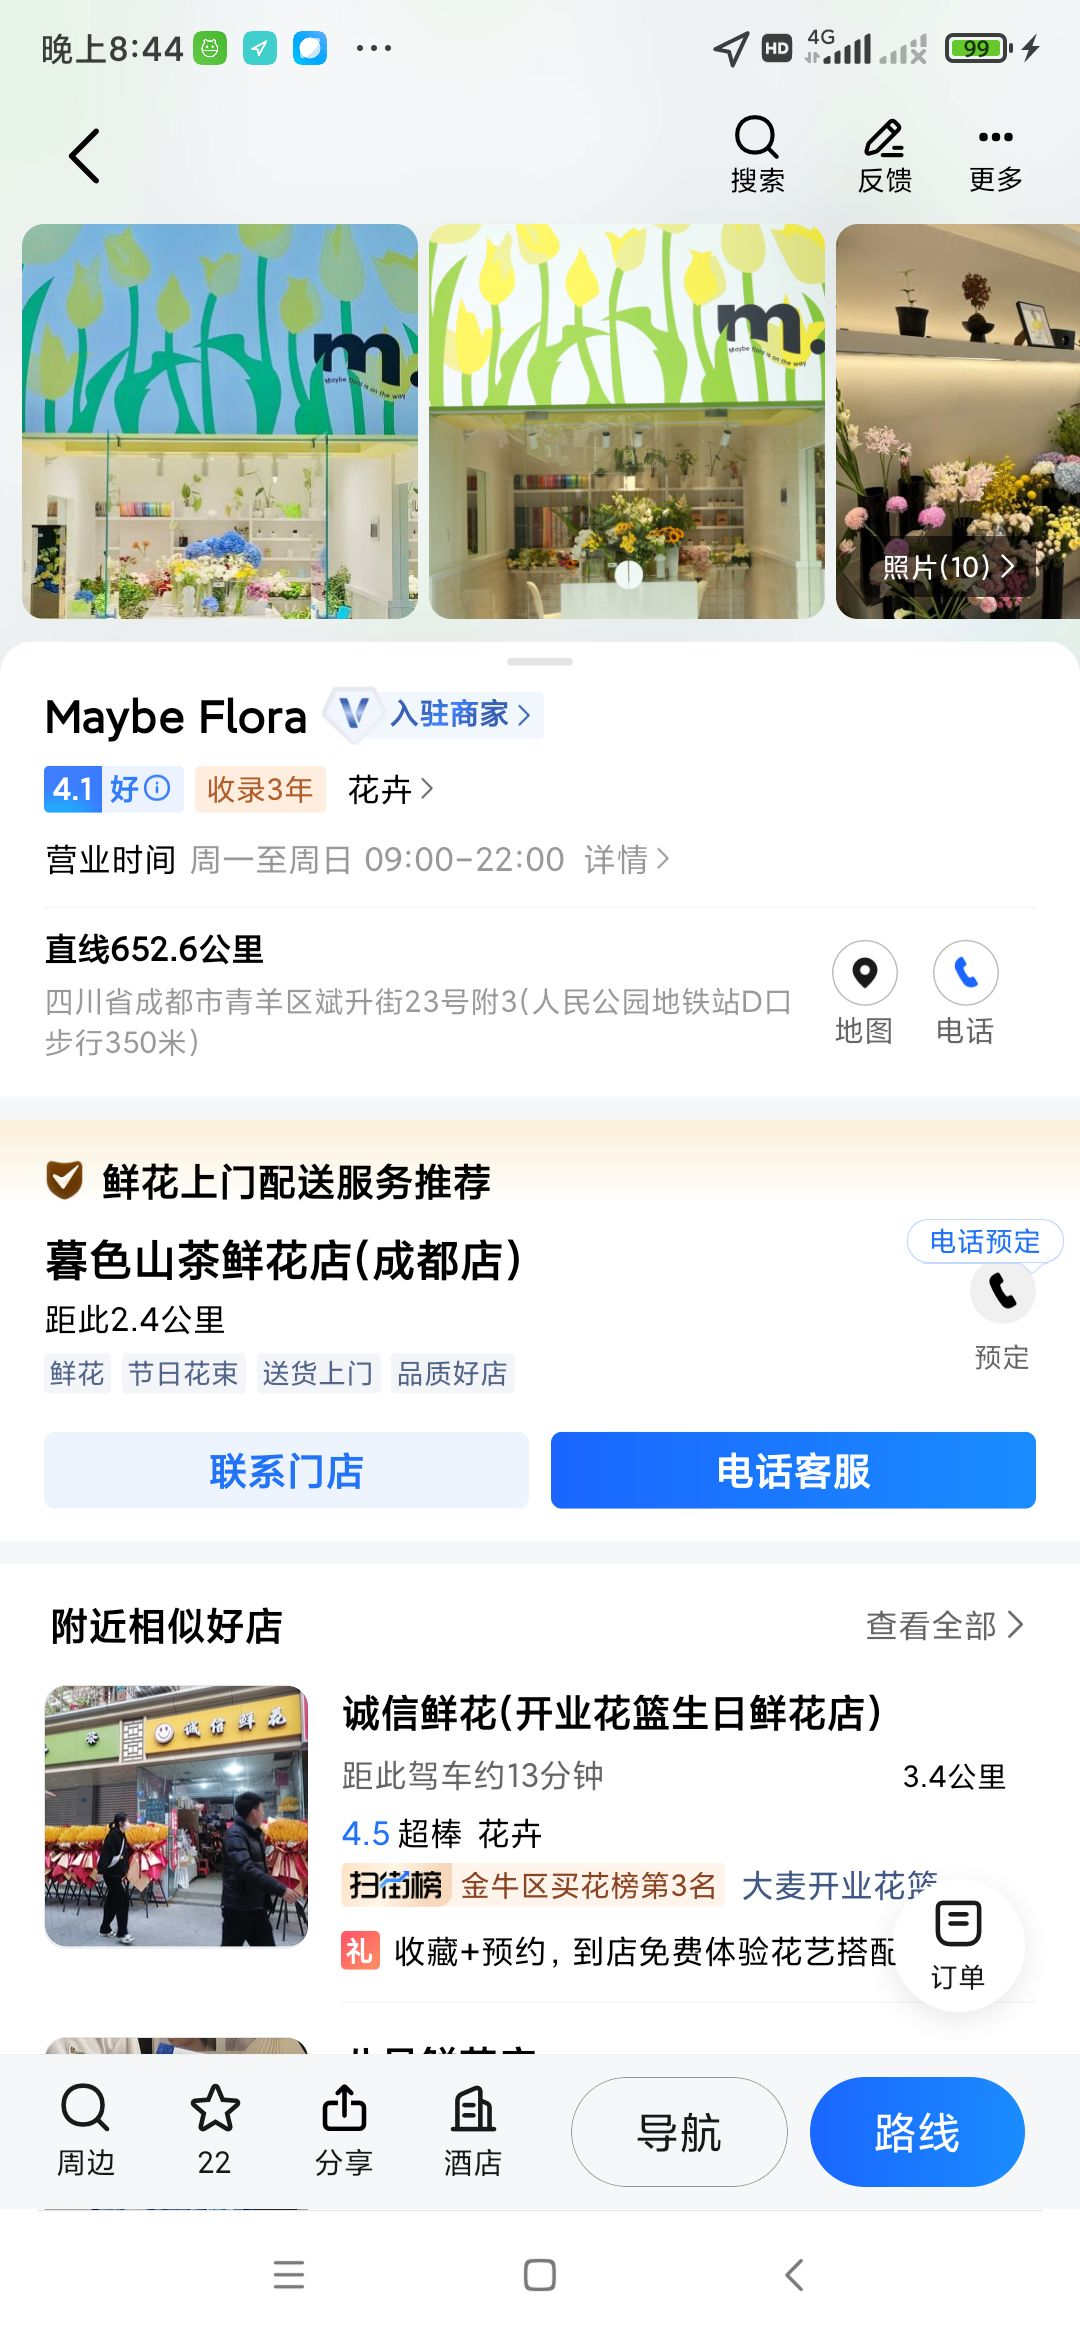 晚上8:44
HD
4G
99
搜索
反馈
更多
m.
Maybe flora is on the way
m.
Maybe flora is on the way
照片(10)
Maybe Flora
V 入驻商家
4.1 好
收录3年
花卉
营业时间 周一至周日 09:00-22:00 详情
直线652.6公里
四川省成都市青羊区斌升街23号附3(人民公园地铁站D口
步行350米)
地图
电话
鲜花上门配送服务推荐
暮色山茶鲜花店(成都店)
电话预定
距此2.4公里
预定
鲜花 节日花束 送货上门 品质好店
联系门店
电话客服
附近相似好店
查看全部
茶
诚信鲜花
诚信鲜花(开业花篮生日鲜花店)
距此驾车约13分钟
3.4公里
4.5 超棒 花卉
扫街榜 金牛区买花榜第3名 大麦开业花篮
礼 收藏+预约，到店免费体验花艺搭配
订单
周边
22
分享
酒店
导航
路线